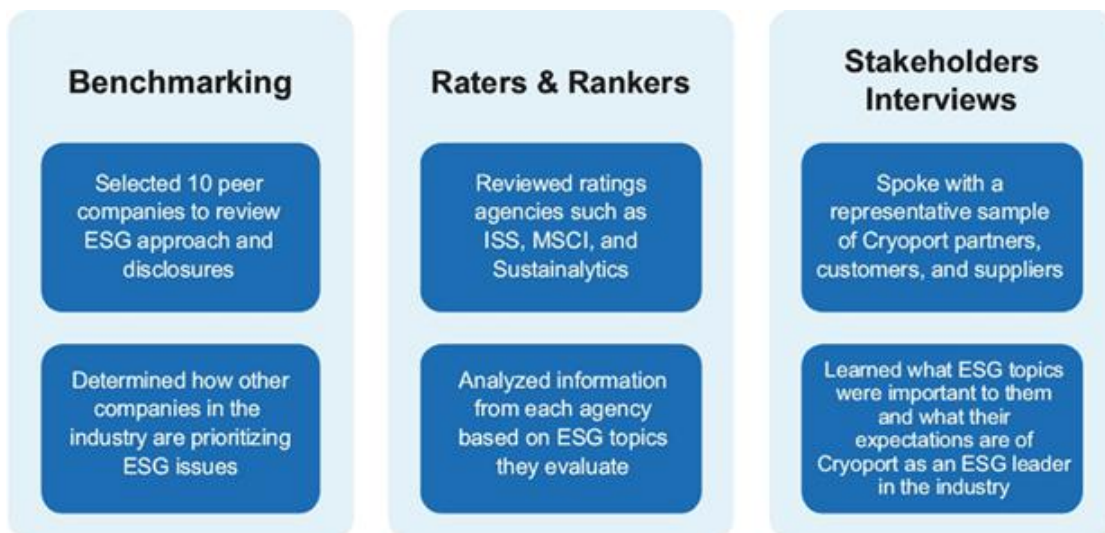 Benchmarking
Selected 10 peer
companies to review
ESG approach and
disclosures
Determined how other
companies in the
industry are prioritizing
ESG issues
Raters & Rankers
Reviewed ratings
agencies such as
ISS, MSCI, and
Sustainalytics
Analyzed information
from each agency
based on ESG topics
they evaluate
Stakeholders
Interviews
Spoke with a
representative sample
of Cryoport partners,
customers, and suppliers
Learned what ESG topics
were important to them
and what their
expectations are of
Cryoport as an ESG leader
in the industry